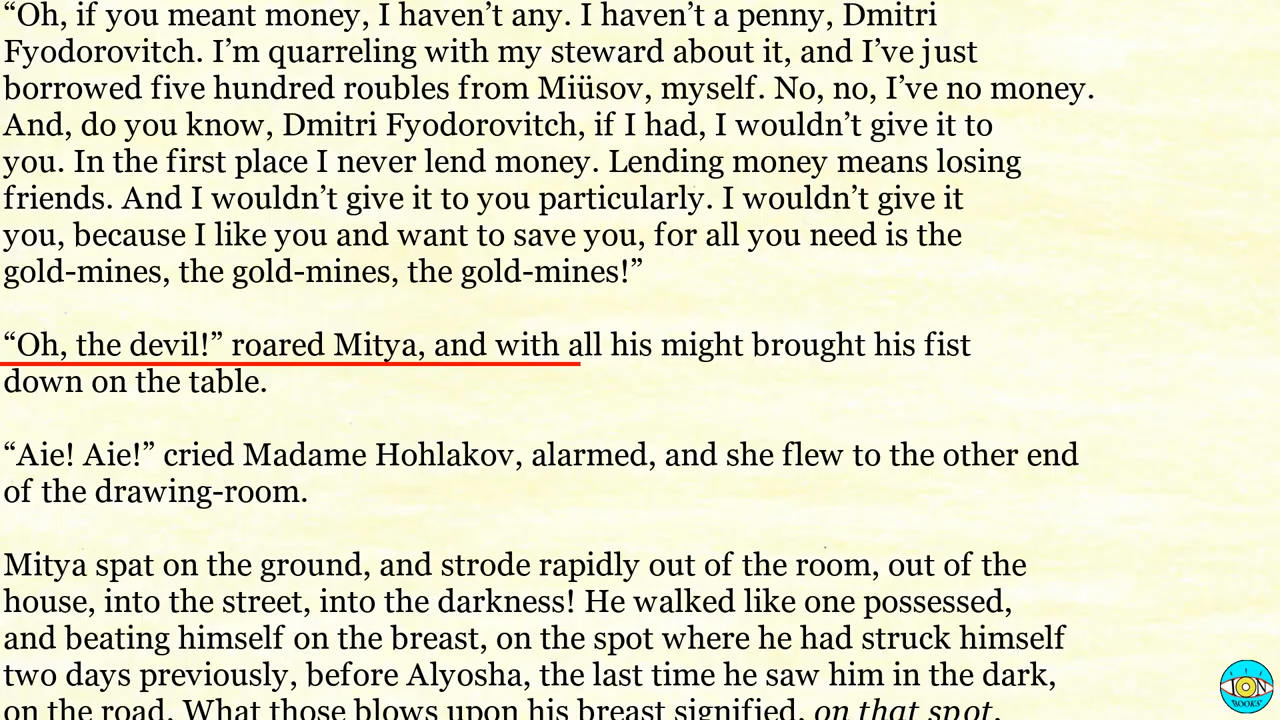 “Oh, if you meant money, I haven’t any. I haven’t a penny, Dmitri
Fyodorovitch. I’m quarreling with my steward about it, and I’ve just
borrowed five hundred roubles from Miüsov, myself. No, no, I’ve no money.
And, do you know, Dmitri Fyodorovitch, if I had, I wouldn’t give it to
you. In the first place I never lend money. Lending money means losing
friends. And I wouldn’t give it to you particularly. I wouldn’t give it
you, because I like you and want to save you, for all you need is the
gold-mines, the gold-mines, the gold-mines!”
“Oh, the devil!” roared Mitya, and with all his might brought his fist
down on the table.
“Aie! Aie!” cried Madame Hohlakov, alarmed, and she flew to the other end
of the drawing-room.
Mitya spat on the ground, and strode rapidly out of the room, out of the
house, into the street, into the darkness! He walked like one possessed,
and beating himself on the breast, on the spot where he had struck himself
two days previously, before Alyosha, the last time he saw him in the dark,
on the road. What those blows upon his breast signified, on that spot,
ION
BOOKS